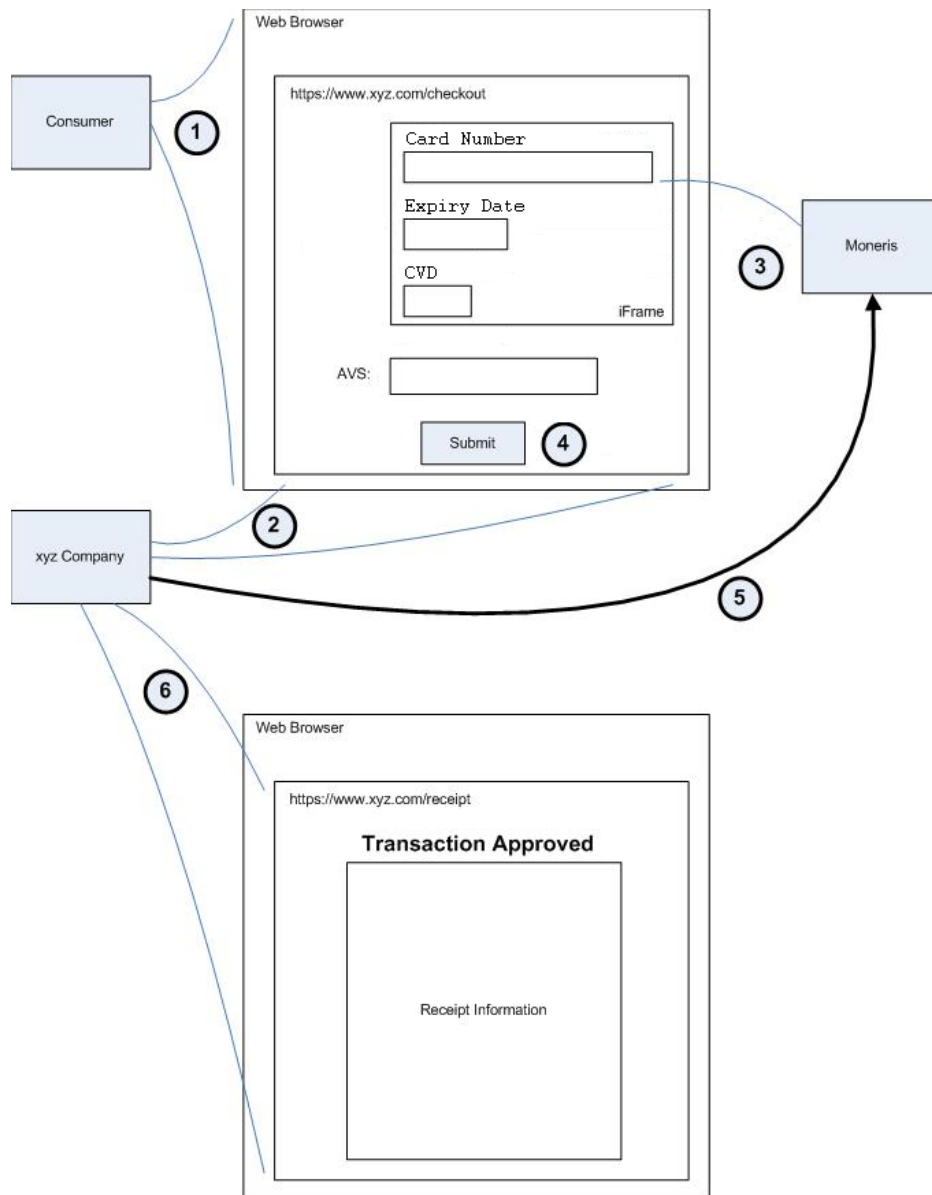 Web Browser
https://www.xyz.com/checkout
Consumer
1
Card Number
Expiry Date
CVD
iFrame
3
Moneris
AVS:
Submit
4
2
xyz Company
5
6
Web Browser
https://www.xyz.com/receipt
Transaction Approved
Receipt Information